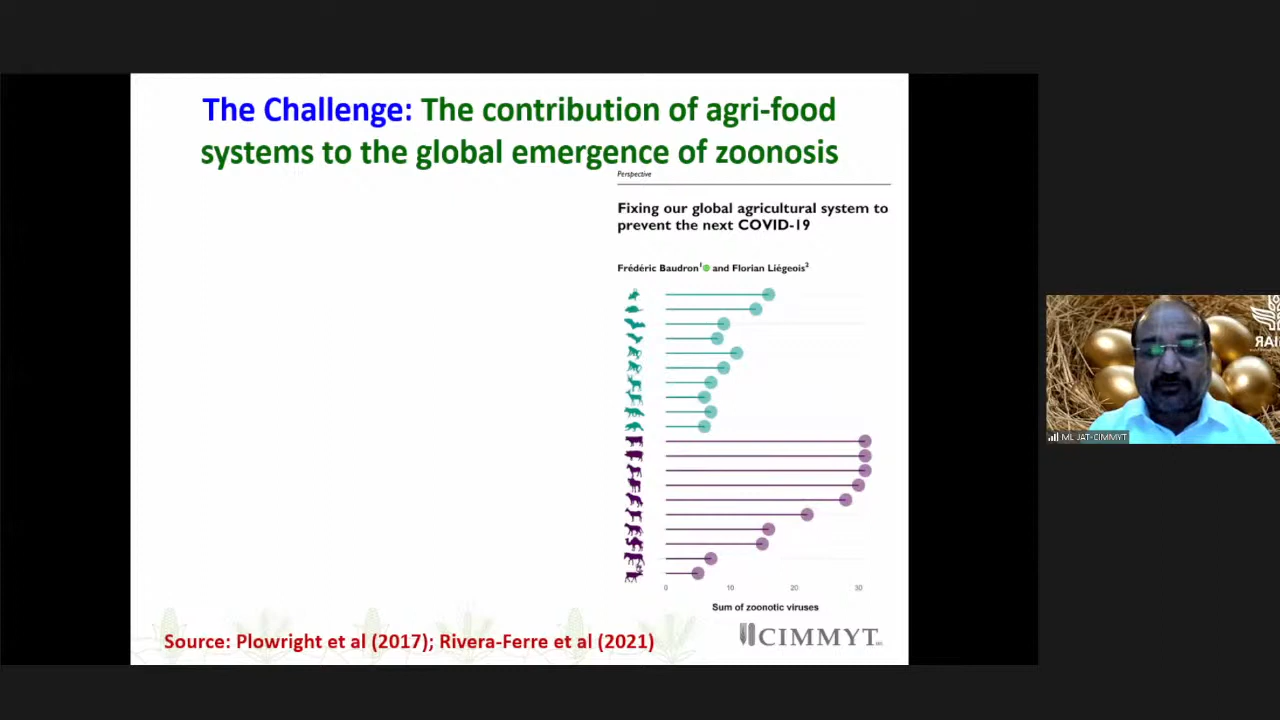 The Challenge: The contribution of agri-food
systems to the global emergence of zoonosis
Perspective
Fixing our global agricultural system to
prevent the next COVID-19
Frédéric Baudron1 and Florian Liégeois2
0 10 20 30
Sum of zoonotic viruses
Source: Plowright et al (2017); Rivera-Ferre et al (2021)
CIMMYT
ML JAT-CIMMYT